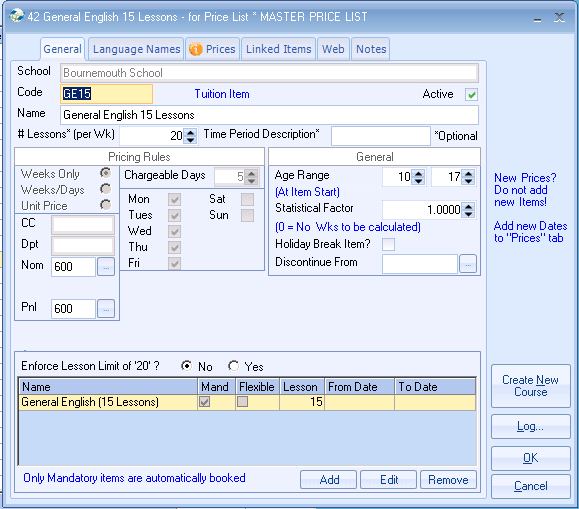 42 General English 15 Lessons - for Price List * MASTER PRICE LIST
General Language Names Prices Linked Items Web Notes
School Bournemouth School
Code GE15 Tuition Item Active
Name General English 15 Lessons
# Lessons* (per Wk) 20 Time Period Description* *Optional
Pricing Rules
Weeks Only
Weeks/Days
Unit Price
Chargeable Days 5
Mon Sat
Tues Sun
Wed
Thu
Fri
CC
Dpt
Nom 600 ...
Pnl 600 ...
General
Age Range 10 17
(At Item Start)
Statistical Factor 1.0000
(0 = No Wks to be calculated)
Holiday Break Item?
Discontinue From ...
New Prices?
Do not add
new Items!
Add new Dates
to "Prices" tab
Enforce Lesson Limit of '20' ? No Yes
Name Mand Flexible Lesson From Date To Date
General English (15 Lessons) 15
Only Mandatory items are automatically booked Add Edit Remove
Create New
Course
Log...
OK
Cancel